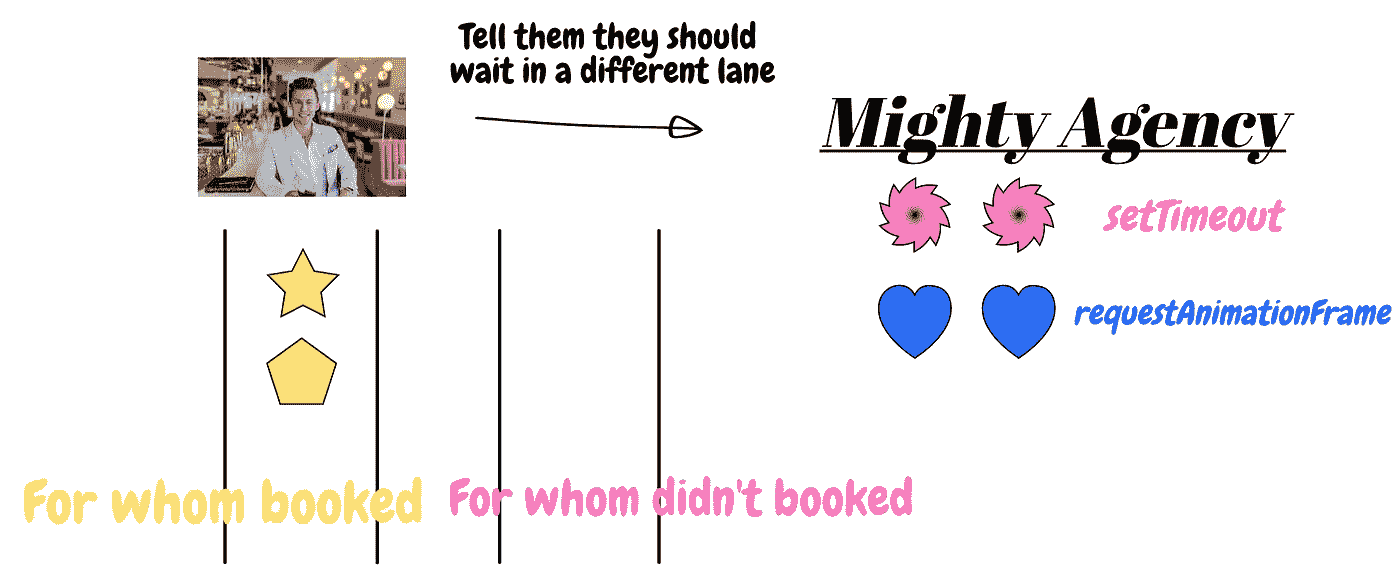 Tell them they should
wait in a different lane
Mighty Agency
setTimeout
requestAnimationFrame
For whom booked
For whom didn't booked